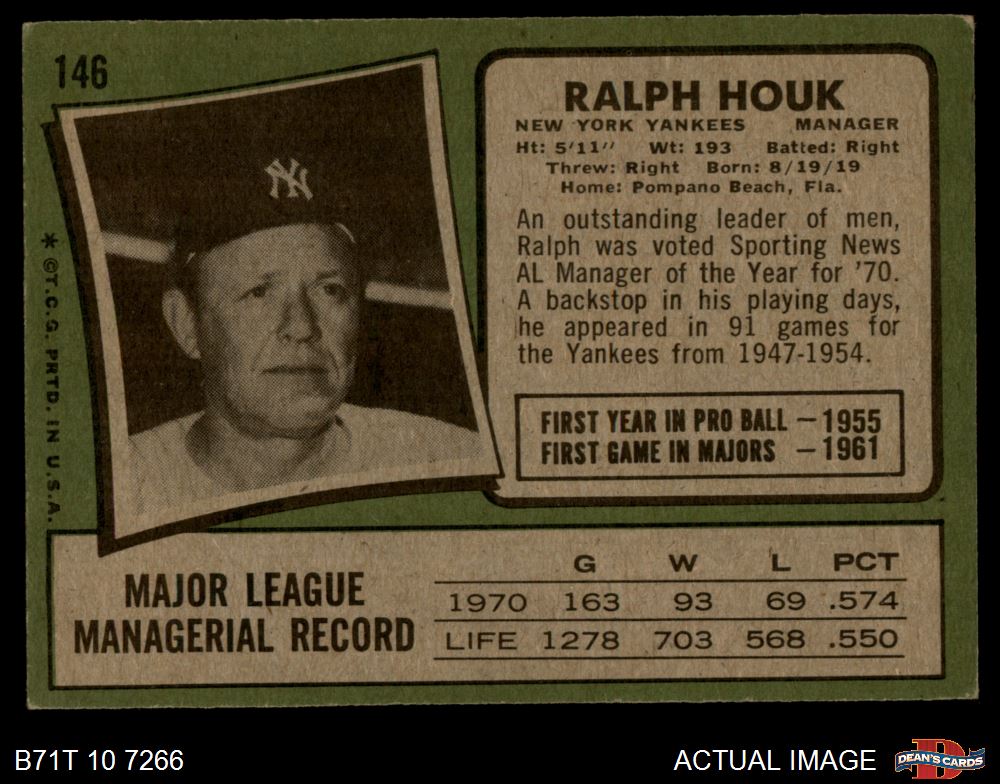 146
RALPH HOUK
NEW YORK YANKEES MANAGER
Ht: 5'11" Wt: 193 Batted: Right
Threw: Right Born: 8/19/19
Home: Pompano Beach, Fla.
An outstanding leader of men,
Ralph was voted Sporting News
AL Manager of the Year for '70.
A backstop in his playing days,
he appeared in 91 games for
the Yankees from 1947-1954.
FIRST YEAR IN PRO BALL — 1955
FIRST GAME IN MAJORS — 1961
NY
* ©T.C.G. PRTD. IN U.S.A.
MAJOR LEAGUE
MANAGERIAL RECORD
G W L PCT
1970 163 93 69 .574
LIFE 1278 703 568 .550
B71T 10 7266
ACTUAL IMAGE
D
DEAN'S CARDS